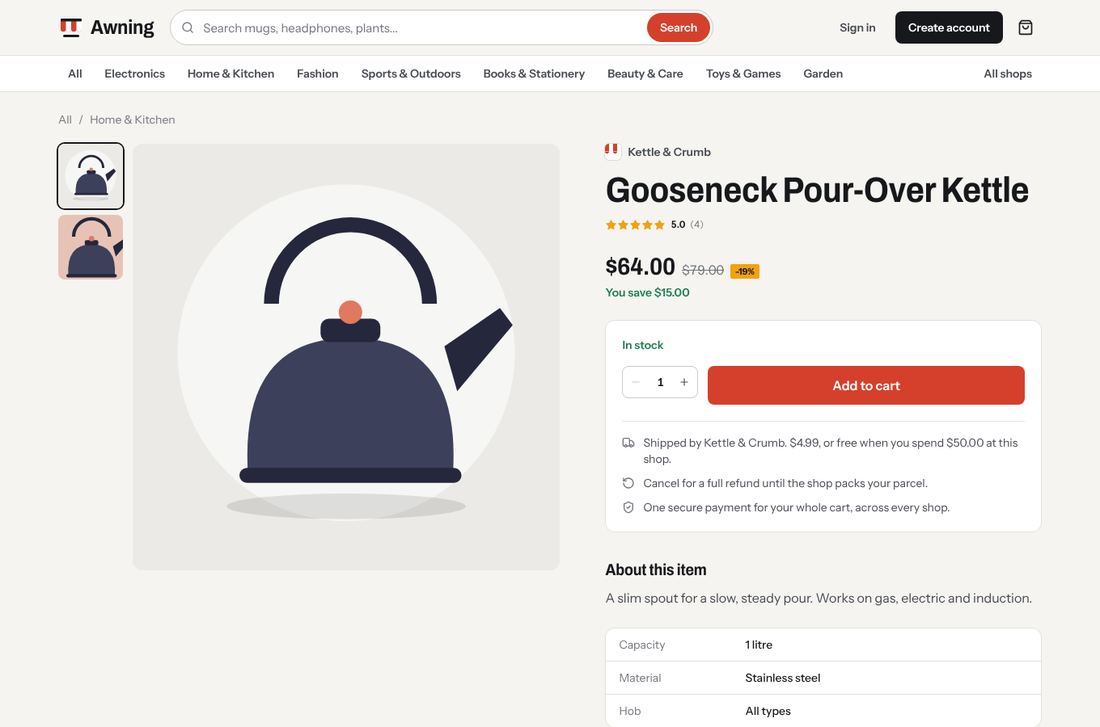 Awning
Search mugs, headphones, plants...
Search
Sign in
Create account
All
Electronics
Home & Kitchen
Fashion
Sports & Outdoors
Books & Stationery
Beauty & Care
Toys & Games
Garden
All shops
All / Home & Kitchen
Kettle & Crumb
Gooseneck Pour-Over Kettle
5.0 (4)
$64.00 $79.00 -19%
You save $15.00
In stock
− 1 +
Add to cart
Shipped by Kettle & Crumb. $4.99, or free when you spend $50.00 at this
shop.
Cancel for a full refund until the shop packs your parcel.
One secure payment for your whole cart, across every shop.
About this item
A slim spout for a slow, steady pour. Works on gas, electric and induction.
Capacity 1 litre
Material Stainless steel
Hob All types